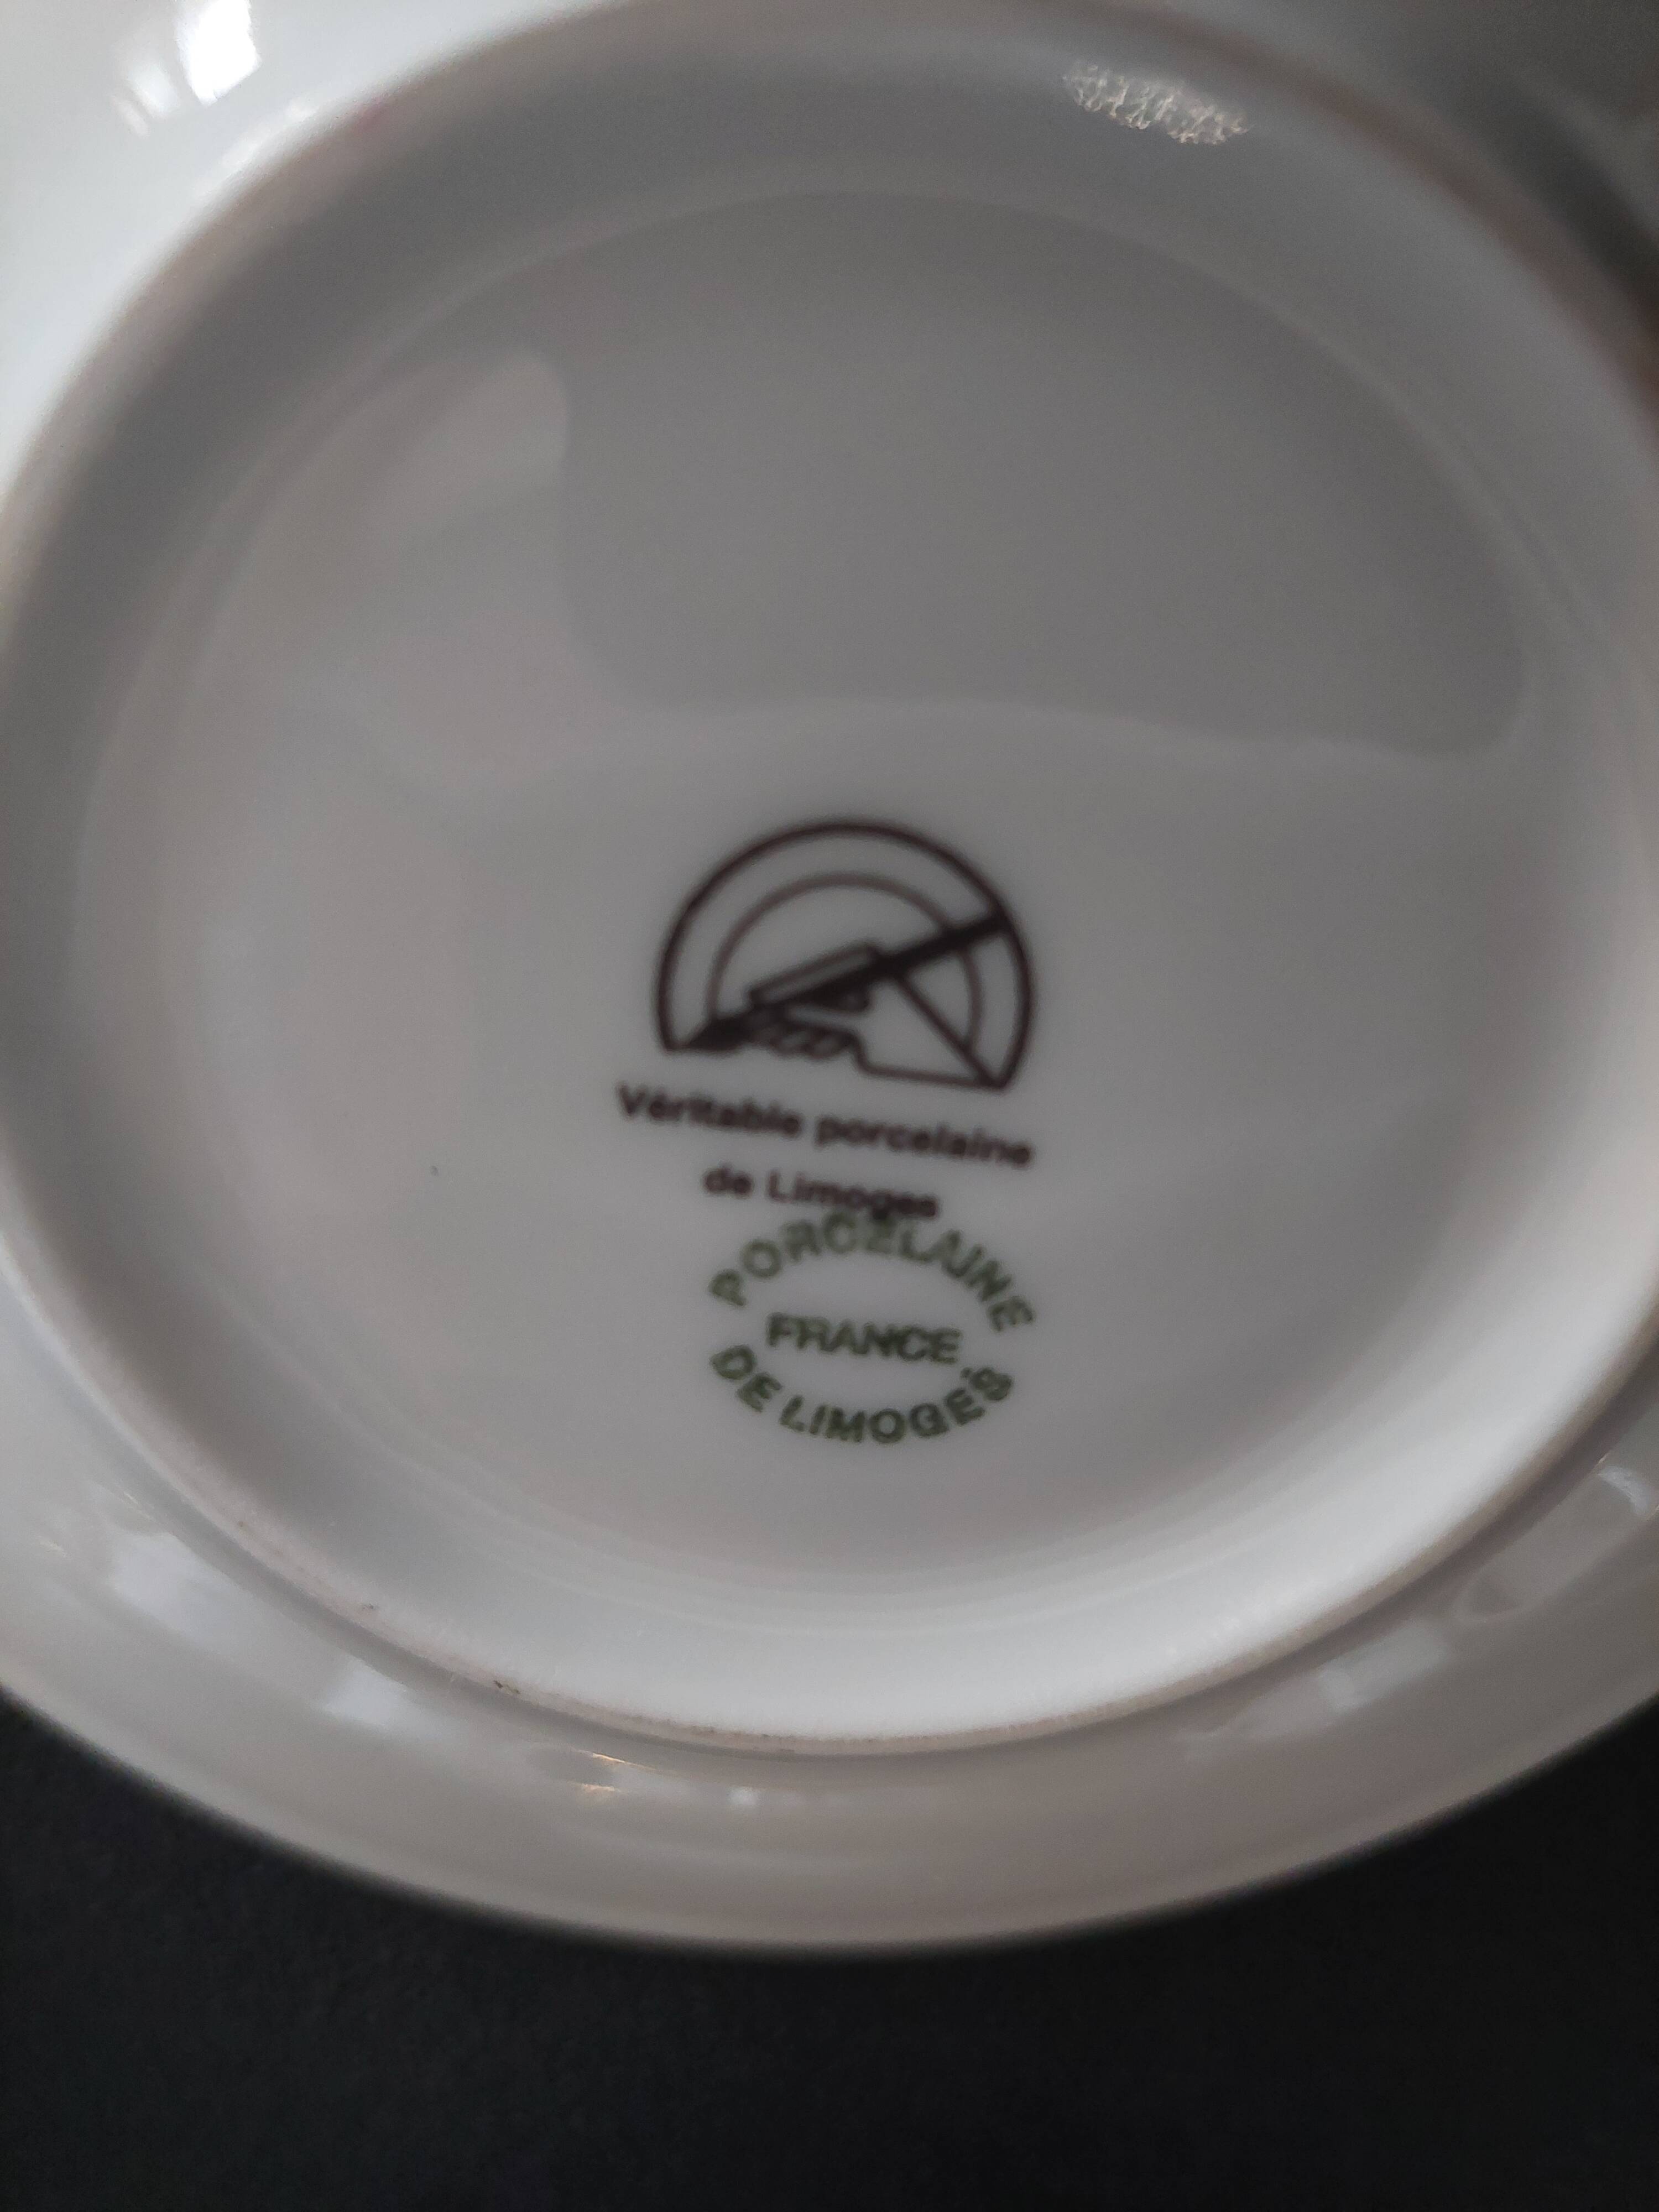 Véritable porcelaine
de Limoges
PORCELAINE
FRANCE
DE LIMOGES